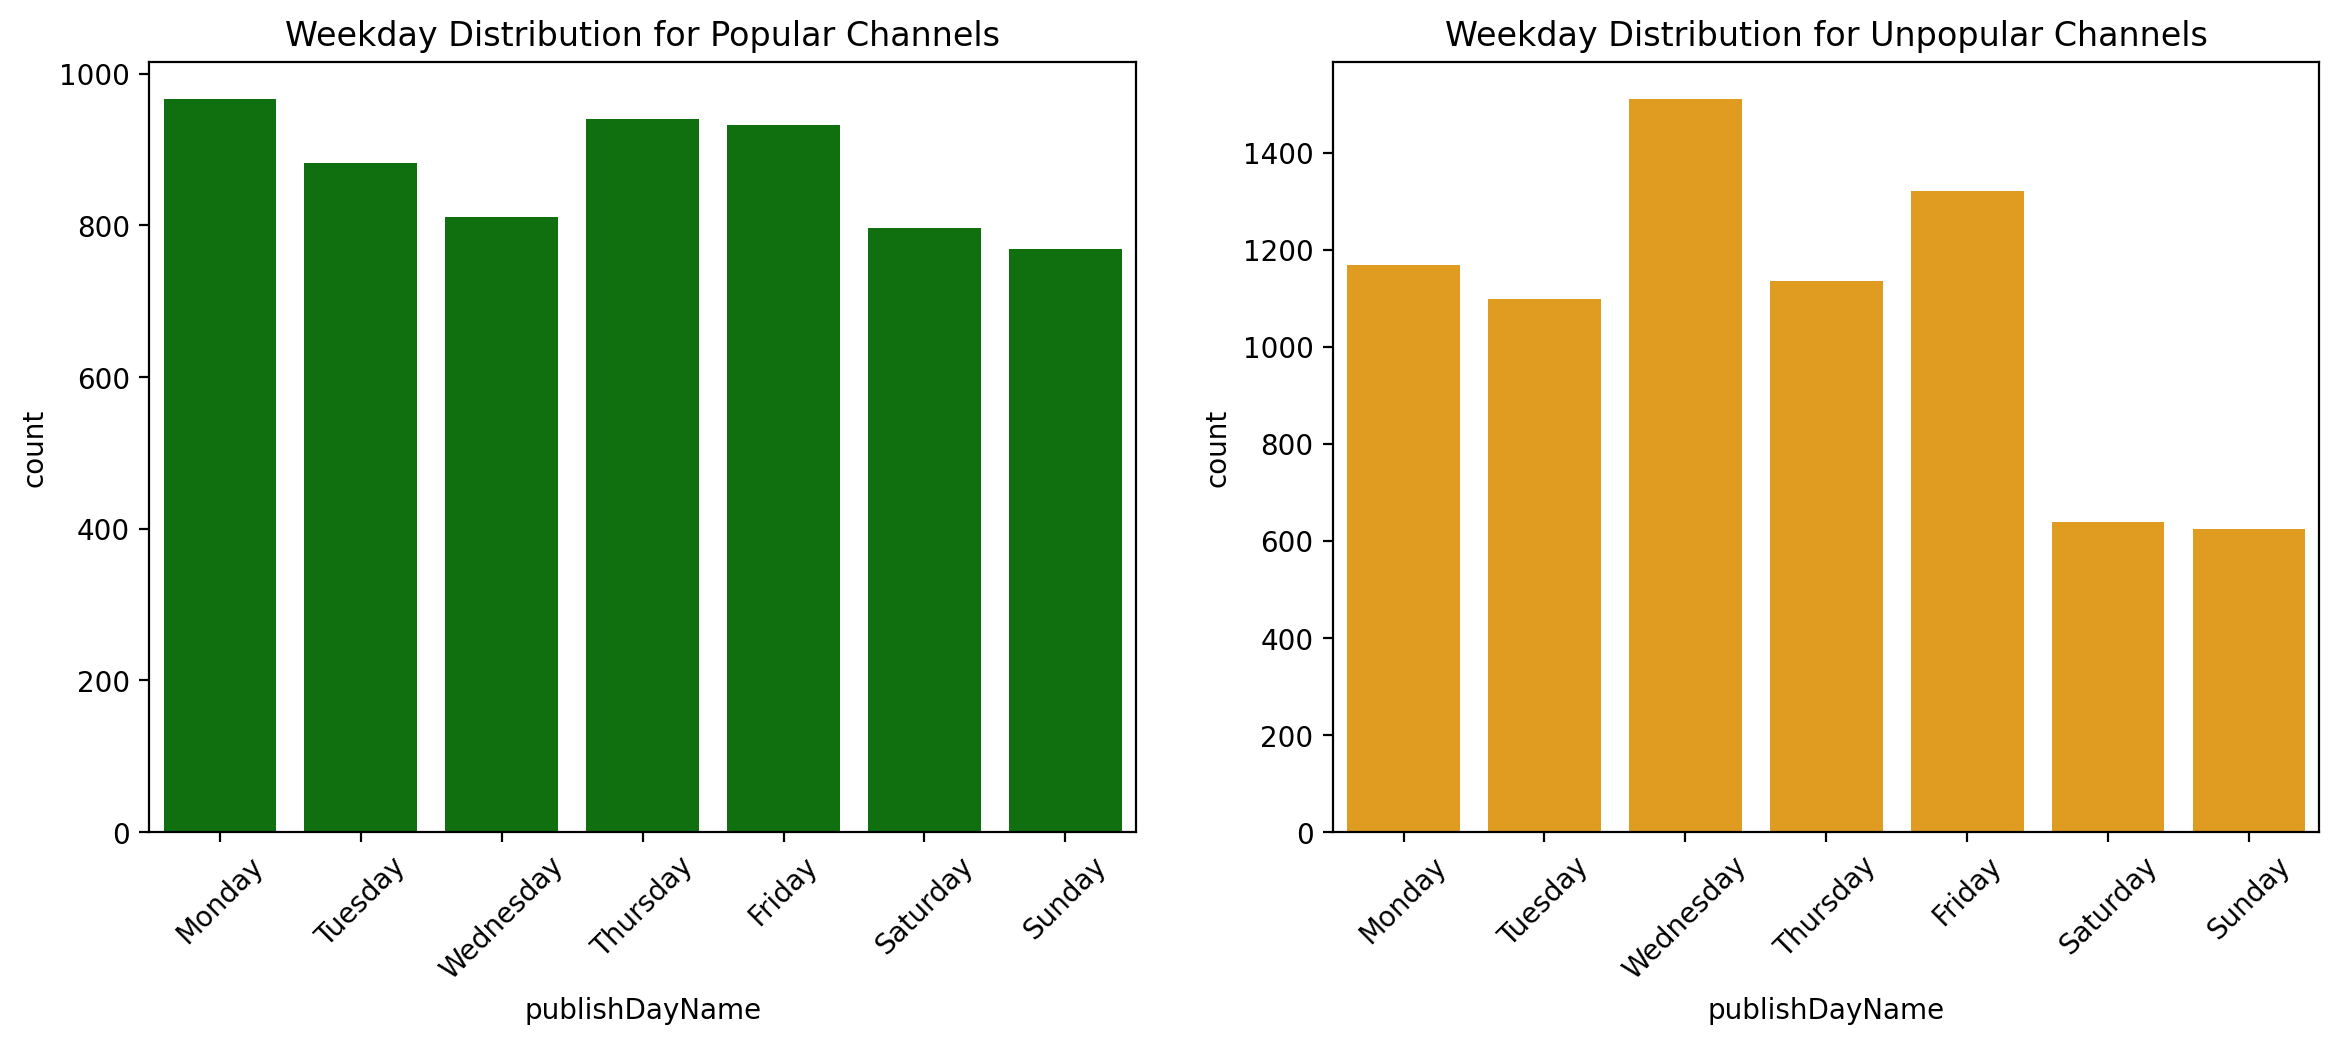 Weekday Distribution for Popular Channels
1000
800
600
400
200
0
count
Monday
Tuesday
Wednesday
Thursday
Friday
Saturday
Sunday
publishDayName
Weekday Distribution for Unpopular Channels
1400
1200
1000
800
600
400
200
0
count
Monday
Tuesday
Wednesday
Thursday
Friday
Saturday
Sunday
publishDayName